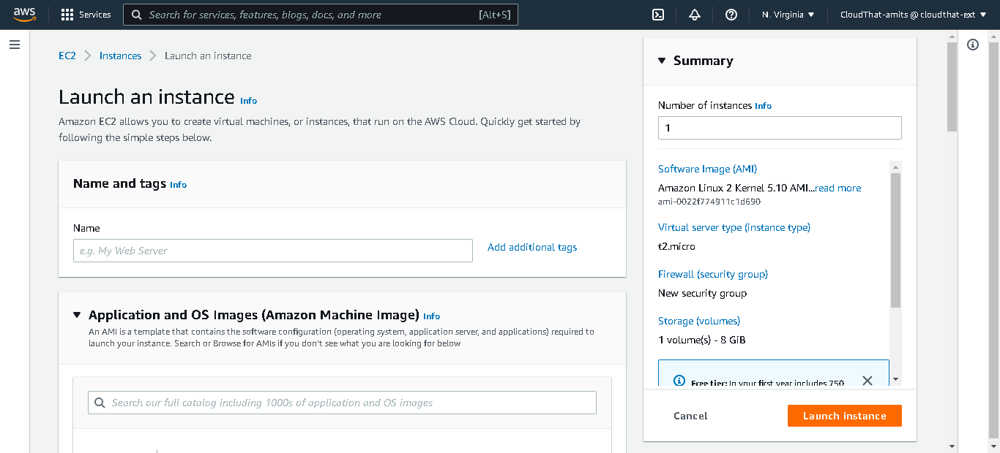 aws
Services
Search for services, features, blogs, docs, and more
[Alt+S]
N. Virginia
CloudThat-amits @ cloudthat-ext
EC2
Instances
Launch an instance
Launch an instance Info
Amazon EC2 allows you to create virtual machines, or instances, that run on the AWS Cloud. Quickly get started by
following the simple steps below.
Name and tags Info
Name
e.g. My Web Server
Add additional tags
Application and OS Images (Amazon Machine Image) Info
An AMI is a template that contains the software configuration (operating system, application server, and applications) required to
launch your instance. Search or Browse for AMIs if you don't see what you are looking for below
Search our full catalog including 1000s of application and OS images
Summary
Number of instances Info
1
Software Image (AMI)
Amazon Linux 2 Kernel 5.10 AMI...read more
ami-0022f774911c1d690
Virtual server type (instance type)
t2.micro
Firewall (security group)
New security group
Storage (volumes)
1 volume(s) - 8 GiB
Free tier: In your first year includes 750
Cancel
Launch instance